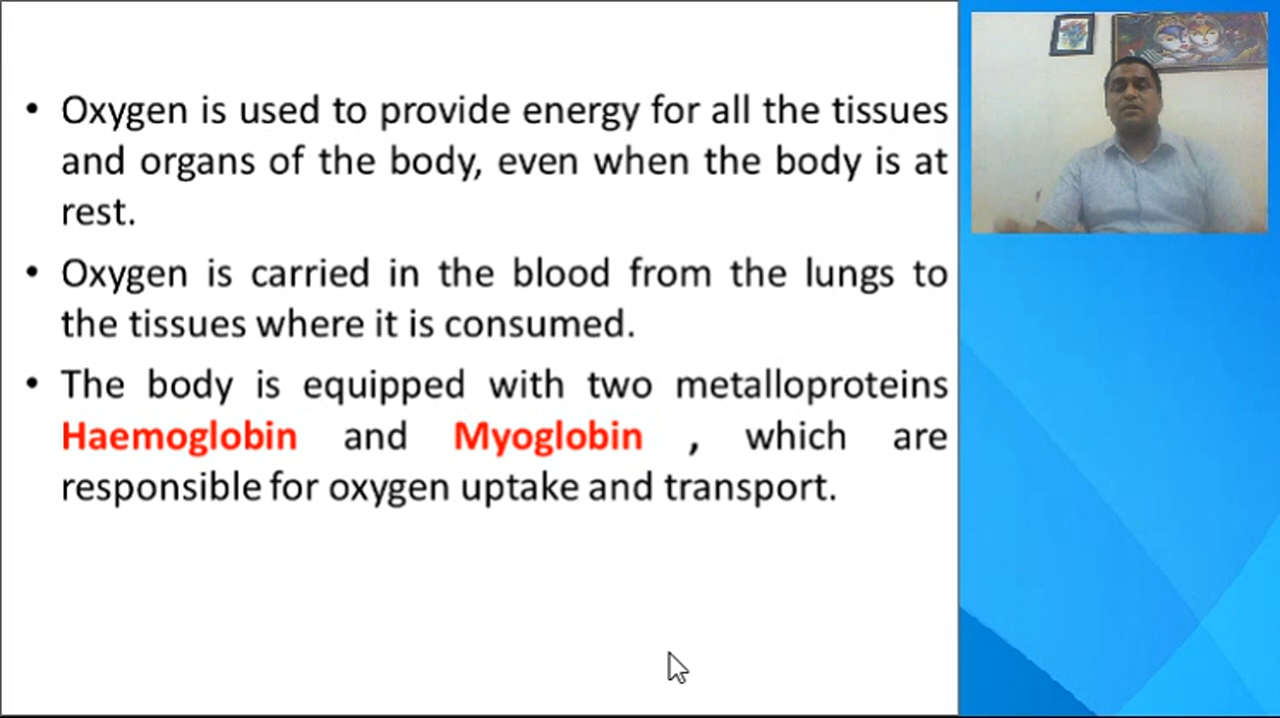 • Oxygen is used to provide energy for all the tissues
and organs of the body, even when the body is at
rest.
• Oxygen is carried in the blood from the lungs to
the tissues where it is consumed.
• The body is equipped with two metalloproteins
Haemoglobin and Myoglobin , which are
responsible for oxygen uptake and transport.